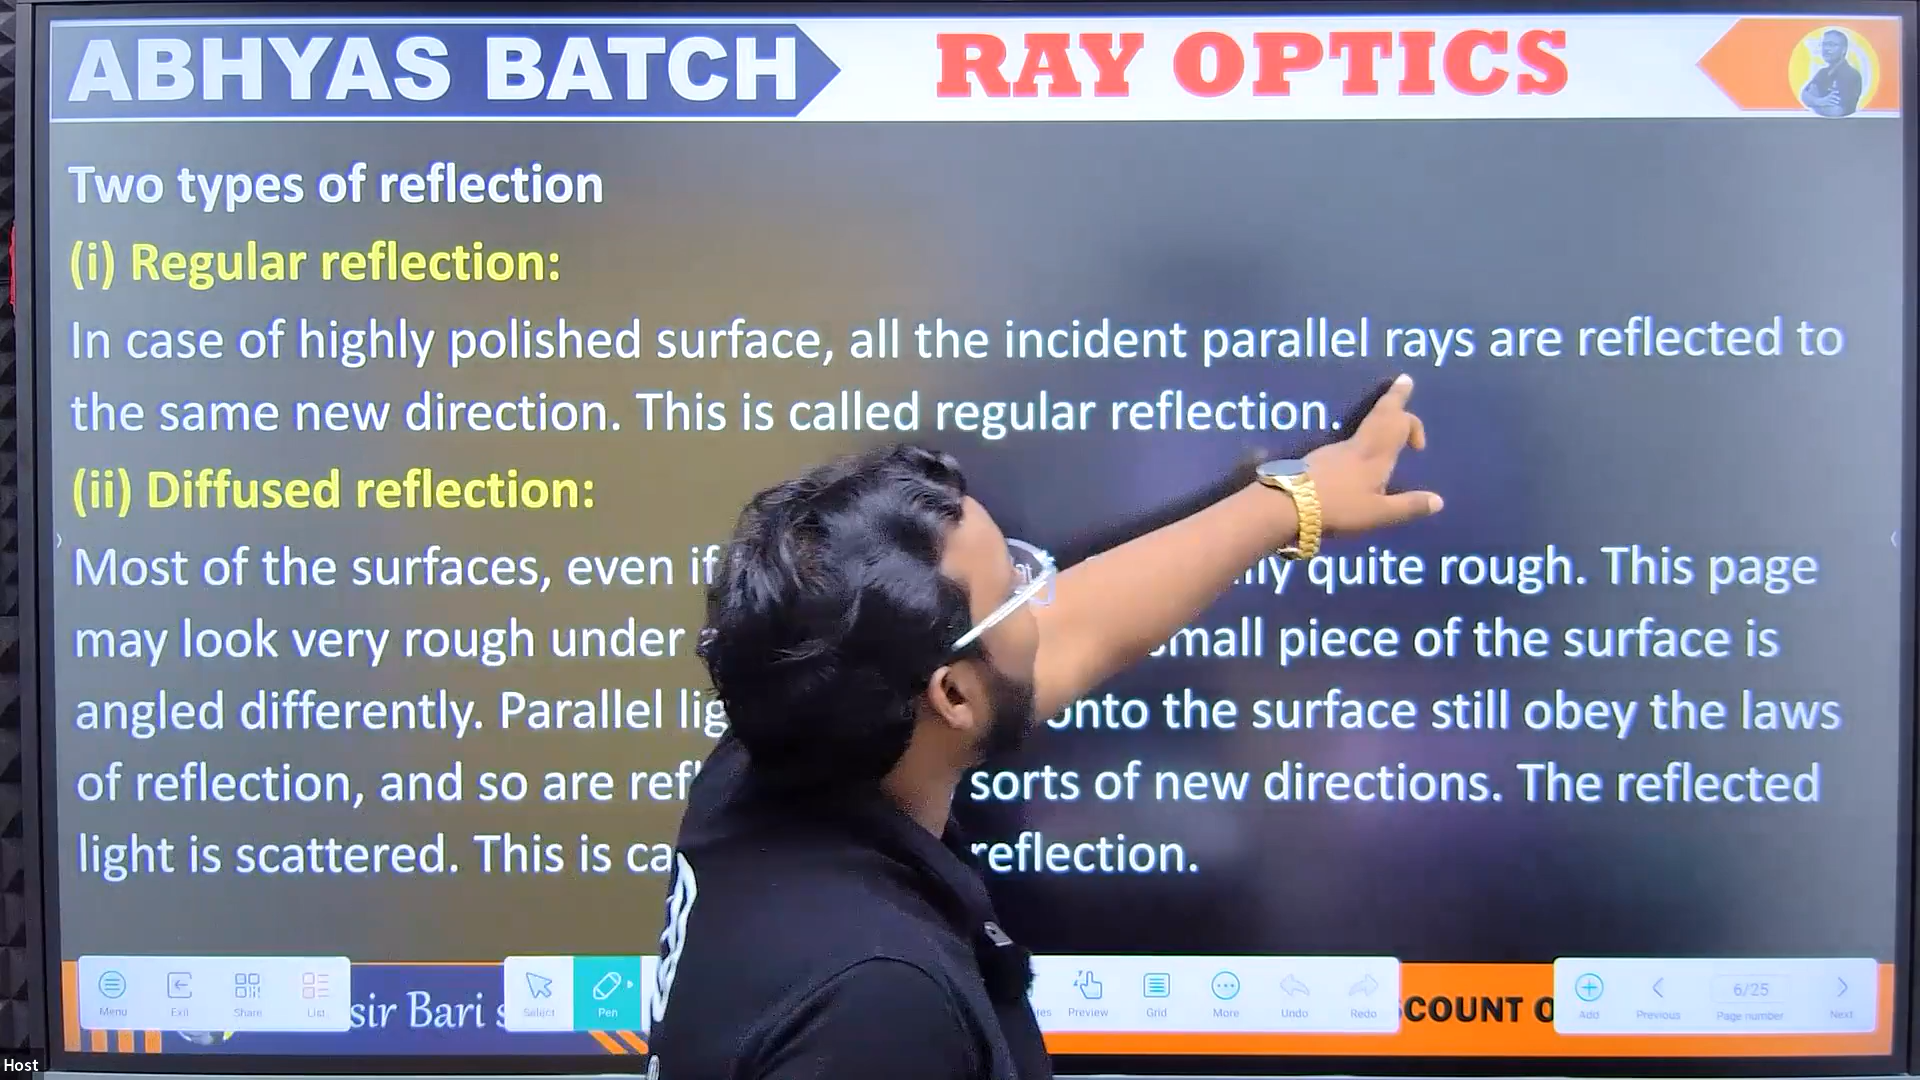 ABHYAS BATCH
RAY OPTICS
Two types of reflection
(i) Regular reflection:
In case of highly polished surface, all the incident parallel rays are reflected to
the same new direction. This is called regular reflection.
(ii) Diffused reflection:
Most of the surfaces, even if quite rough. This page
may look very rough under small piece of the surface is
angled differently. Parallel onto the surface still obey the laws
of reflection, and so are sorts of new directions. The reflected
light is scattered. This is reflection.
Menu
Exit
Share
List
sir Bari
Select
Pen
Preview
Grid
More
Undo
Redo
COUNT
Add
Previous
6/25
Page number
Next
Host